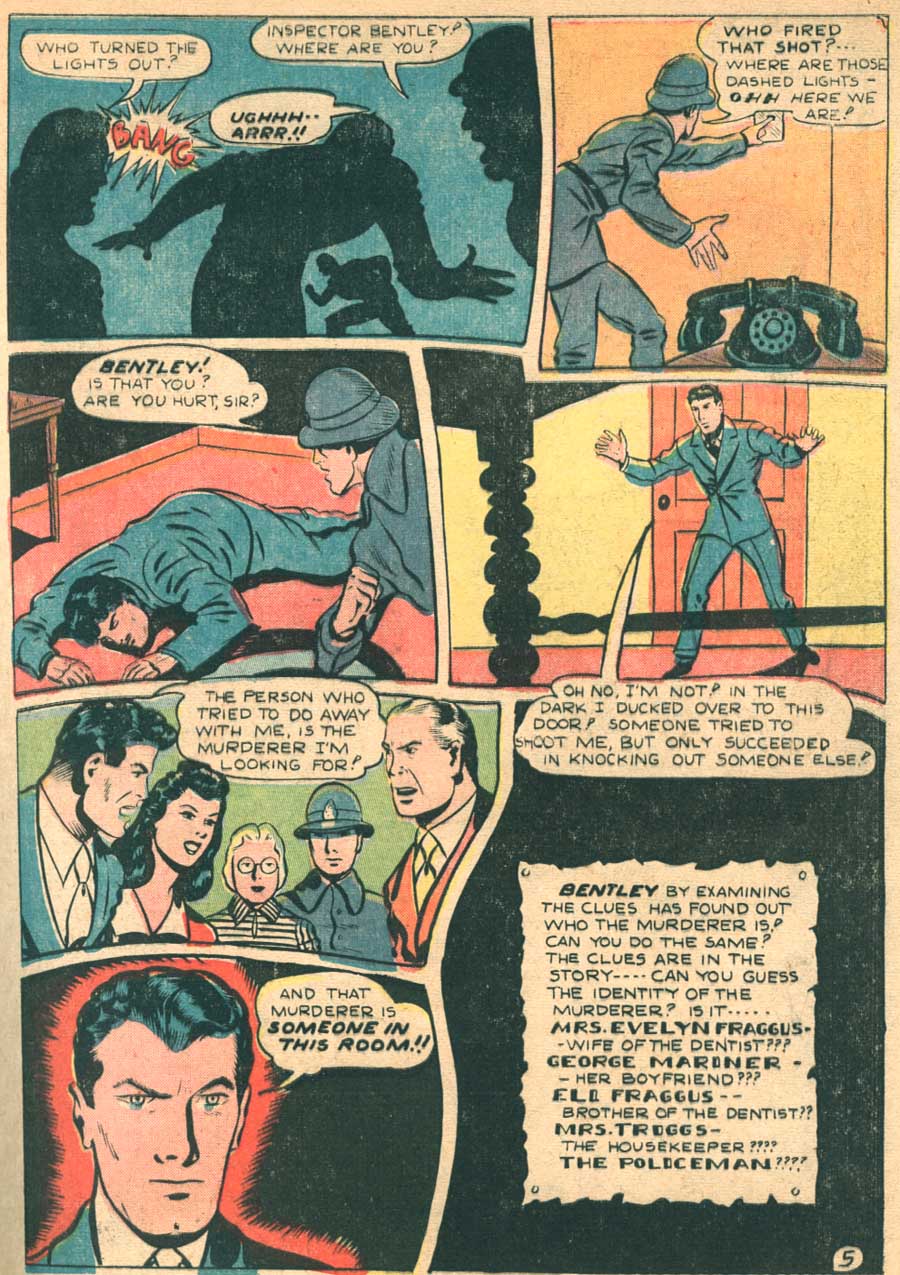 WHO TURNED THE
LIGHTS OUT?
INSPECTOR BENTLEY!
WHERE ARE YOU?
BANG
UGHHH··
ARRR.!!
WHO FIRED
THAT SHOT?...
WHERE ARE THOSE
DASHED LIGHTS -
OHH HERE WE
ARE!
BENTLEY!
IS THAT YOU?
ARE YOU HURT, SIR?
OH NO, I'M NOT! IN THE
DARK I DUCKED OVER TO THIS
DOOR! SOMEONE TRIED TO
SHOOT ME, BUT ONLY SUCCEEDED
IN KNOCKING OUT SOMEONE ELSE!
THE PERSON WHO
TRIED TO DO AWAY
WITH ME, IS THE
MURDERER I'M
LOOKING FOR!
AND THAT
MURDERER IS
SOMEONE IN
THIS ROOM!!
BENTLEY BY EXAMINING
THE CLUES HAS FOUND OUT
WHO THE MURDERER IS!
CAN YOU DO THE SAME?
THE CLUES ARE IN THE
STORY---- CAN YOU GUESS
THE IDENTITY OF THE
MURDERER? IS IT.....
MRS. EVELYN FRAGGUS-
-WIFE OF THE DENTIST???
GEORGE MARDNER -
- HER BOYFRIEND???
ELI FRAGGUS --
BROTHER OF THE DENTIST??
MRS. TROGGS-
THE HOUSEKEEPER????
THE POLICEMAN????
5